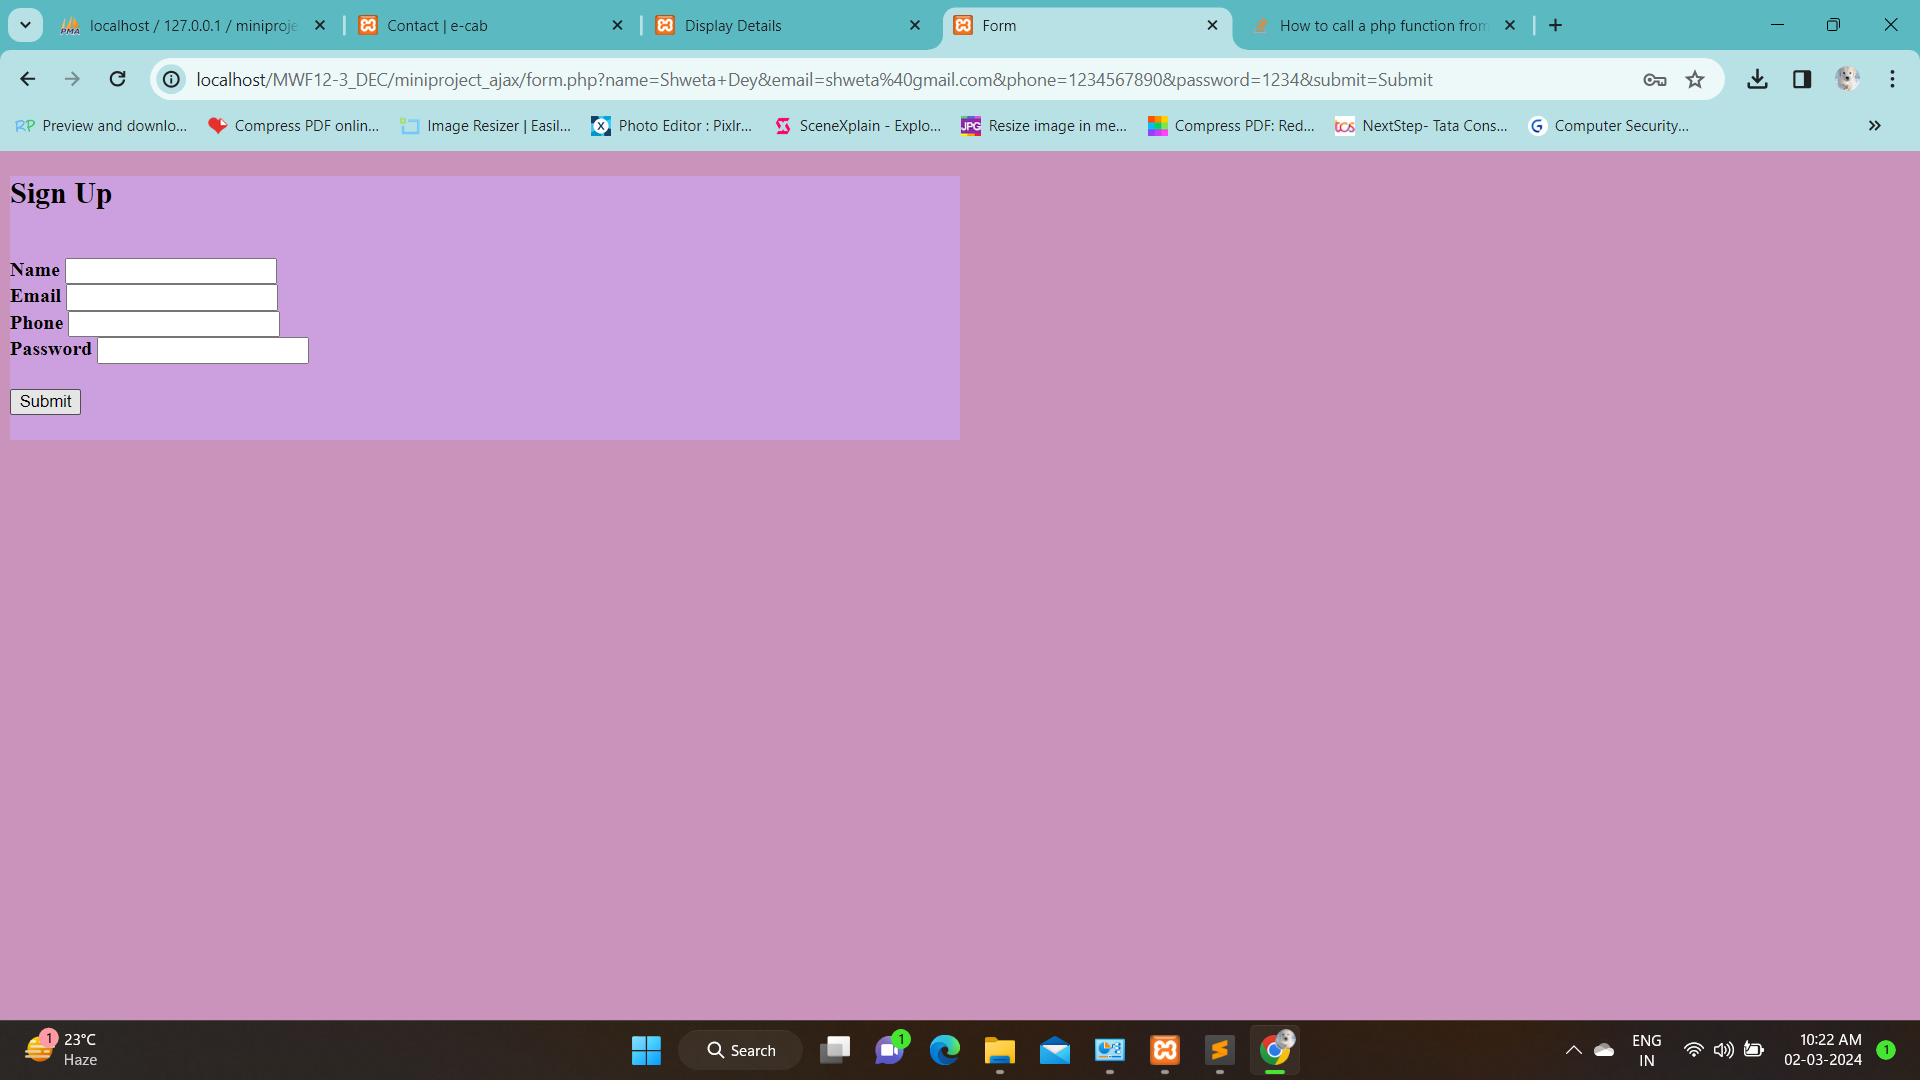 localhost / 127.0.0.1 / miniproje
Contact | e-cab
Display Details
Form
How to call a php function from
localhost/MWF12-3_DEC/miniproject_ajax/form.php?name=Shweta+Dey&email=shweta%40gmail.com&phone=1234567890&password=1234&submit=Submit
RP Preview and downlo...
Compress PDF onlin...
Image Resizer | Easil...
X Photo Editor : Pixlr...
SceneXplain - Explo...
JPG Resize image in me...
Compress PDF: Red...
tcs NextStep- Tata Cons...
G Computer Security...
Sign Up
Name
Email
Phone
Password
Submit
1
23°C
Haze
Search
1
ENG
IN
10:22 AM
02-03-2024
1